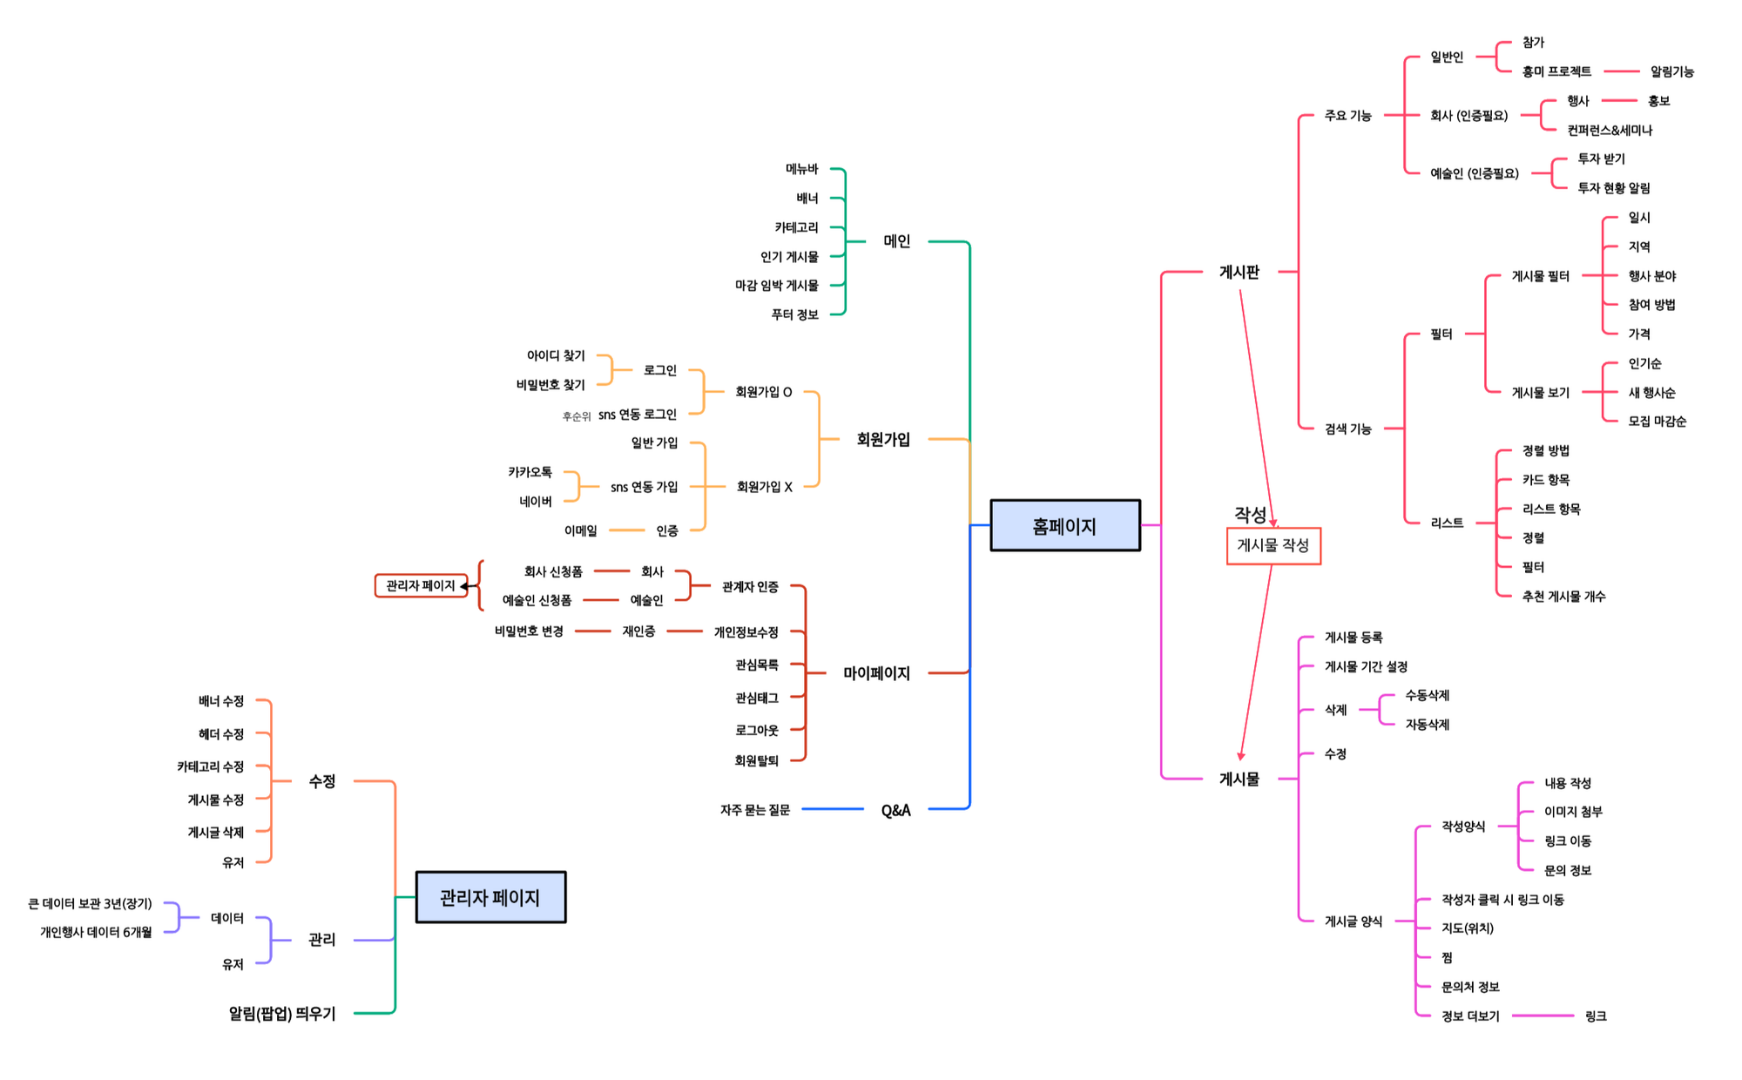 홈페이지
메인
메뉴바
배너
카테고리
인기 게시물
마감 임박 게시물
푸터 정보
회원가입
회원가입 O
로그인
아이디 찾기
비밀번호 찾기
후순위 sns 연동 로그인
회원가입 X
일반 가입
sns 연동 가입
카카오톡
네이버
인증
이메일
마이페이지
관계자 인증
회사
회사 신청폼
예술인
예술인 신청폼
관리자 페이지
개인정보수정
재인증
비밀번호 변경
관심목록
관심태그
로그아웃
회원탈퇴
Q&A
자주 묻는 질문
게시판
주요 기능
일반인
참가
흥미 프로젝트
알림기능
회사 (인증필요)
행사
홍보
컨퍼런스&세미나
예술인 (인증필요)
투자 받기
투자 현황 알림
검색 기능
필터
게시물 필터
일시
지역
행사 분야
참여 방법
가격
게시물 보기
인기순
새 행사순
모집 마감순
리스트
정렬 방법
카드 항목
리스트 항목
정렬
필터
추천 게시물 개수
작성
게시물 작성
게시물
게시물 등록
게시물 기간 설정
삭제
수동삭제
자동삭제
수정
게시글 양식
작성양식
내용 작성
이미지 첨부
링크 이동
문의 정보
작성자 클릭 시 링크 이동
지도(위치)
찜
문의처 정보
정보 더보기
링크
관리자 페이지
수정
배너 수정
헤더 수정
카테고리 수정
게시물 수정
게시글 삭제
유저
관리
데이터
큰 데이터 보관 3년(장기)
개인행사 데이터 6개월
유저
알림(팝업) 띄우기